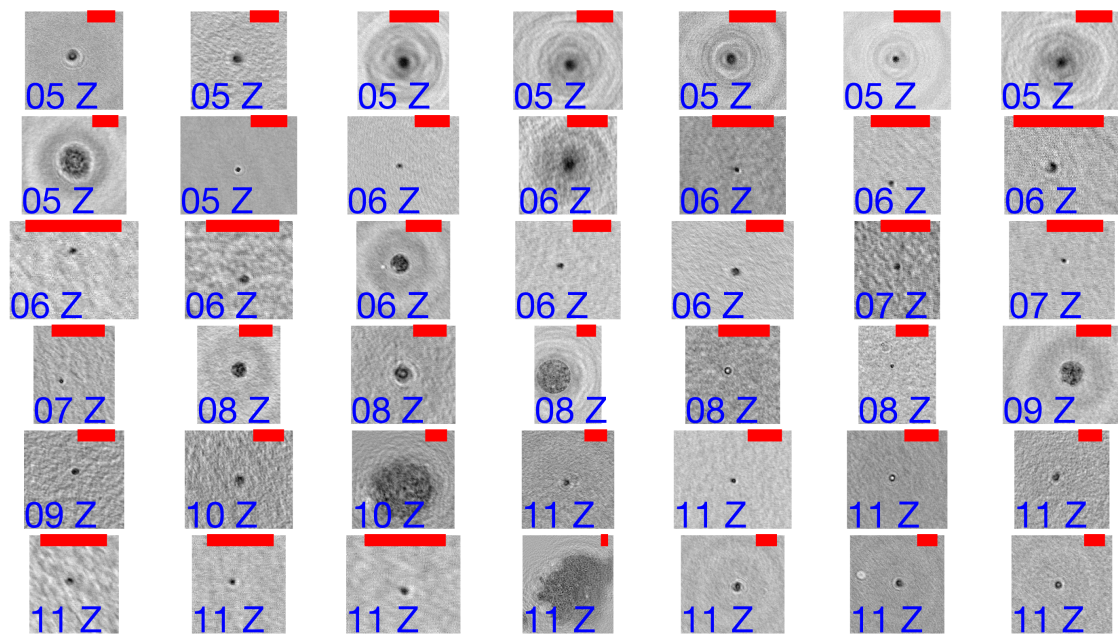 05 Z 05 Z 05 Z 05 Z 05 Z 05 Z 05 Z
05 Z 05 Z 06 Z 06 Z 06 Z 06 Z 06 Z
06 Z 06 Z 06 Z 06 Z 06 Z 07 Z 07 Z
07 Z 08 Z 08 Z 08 Z 08 Z 08 Z 09 Z
09 Z 10 Z 10 Z 11 Z 11 Z 11 Z 11 Z
11 Z 11 Z 11 Z 11 Z 11 Z 11 Z 11 Z